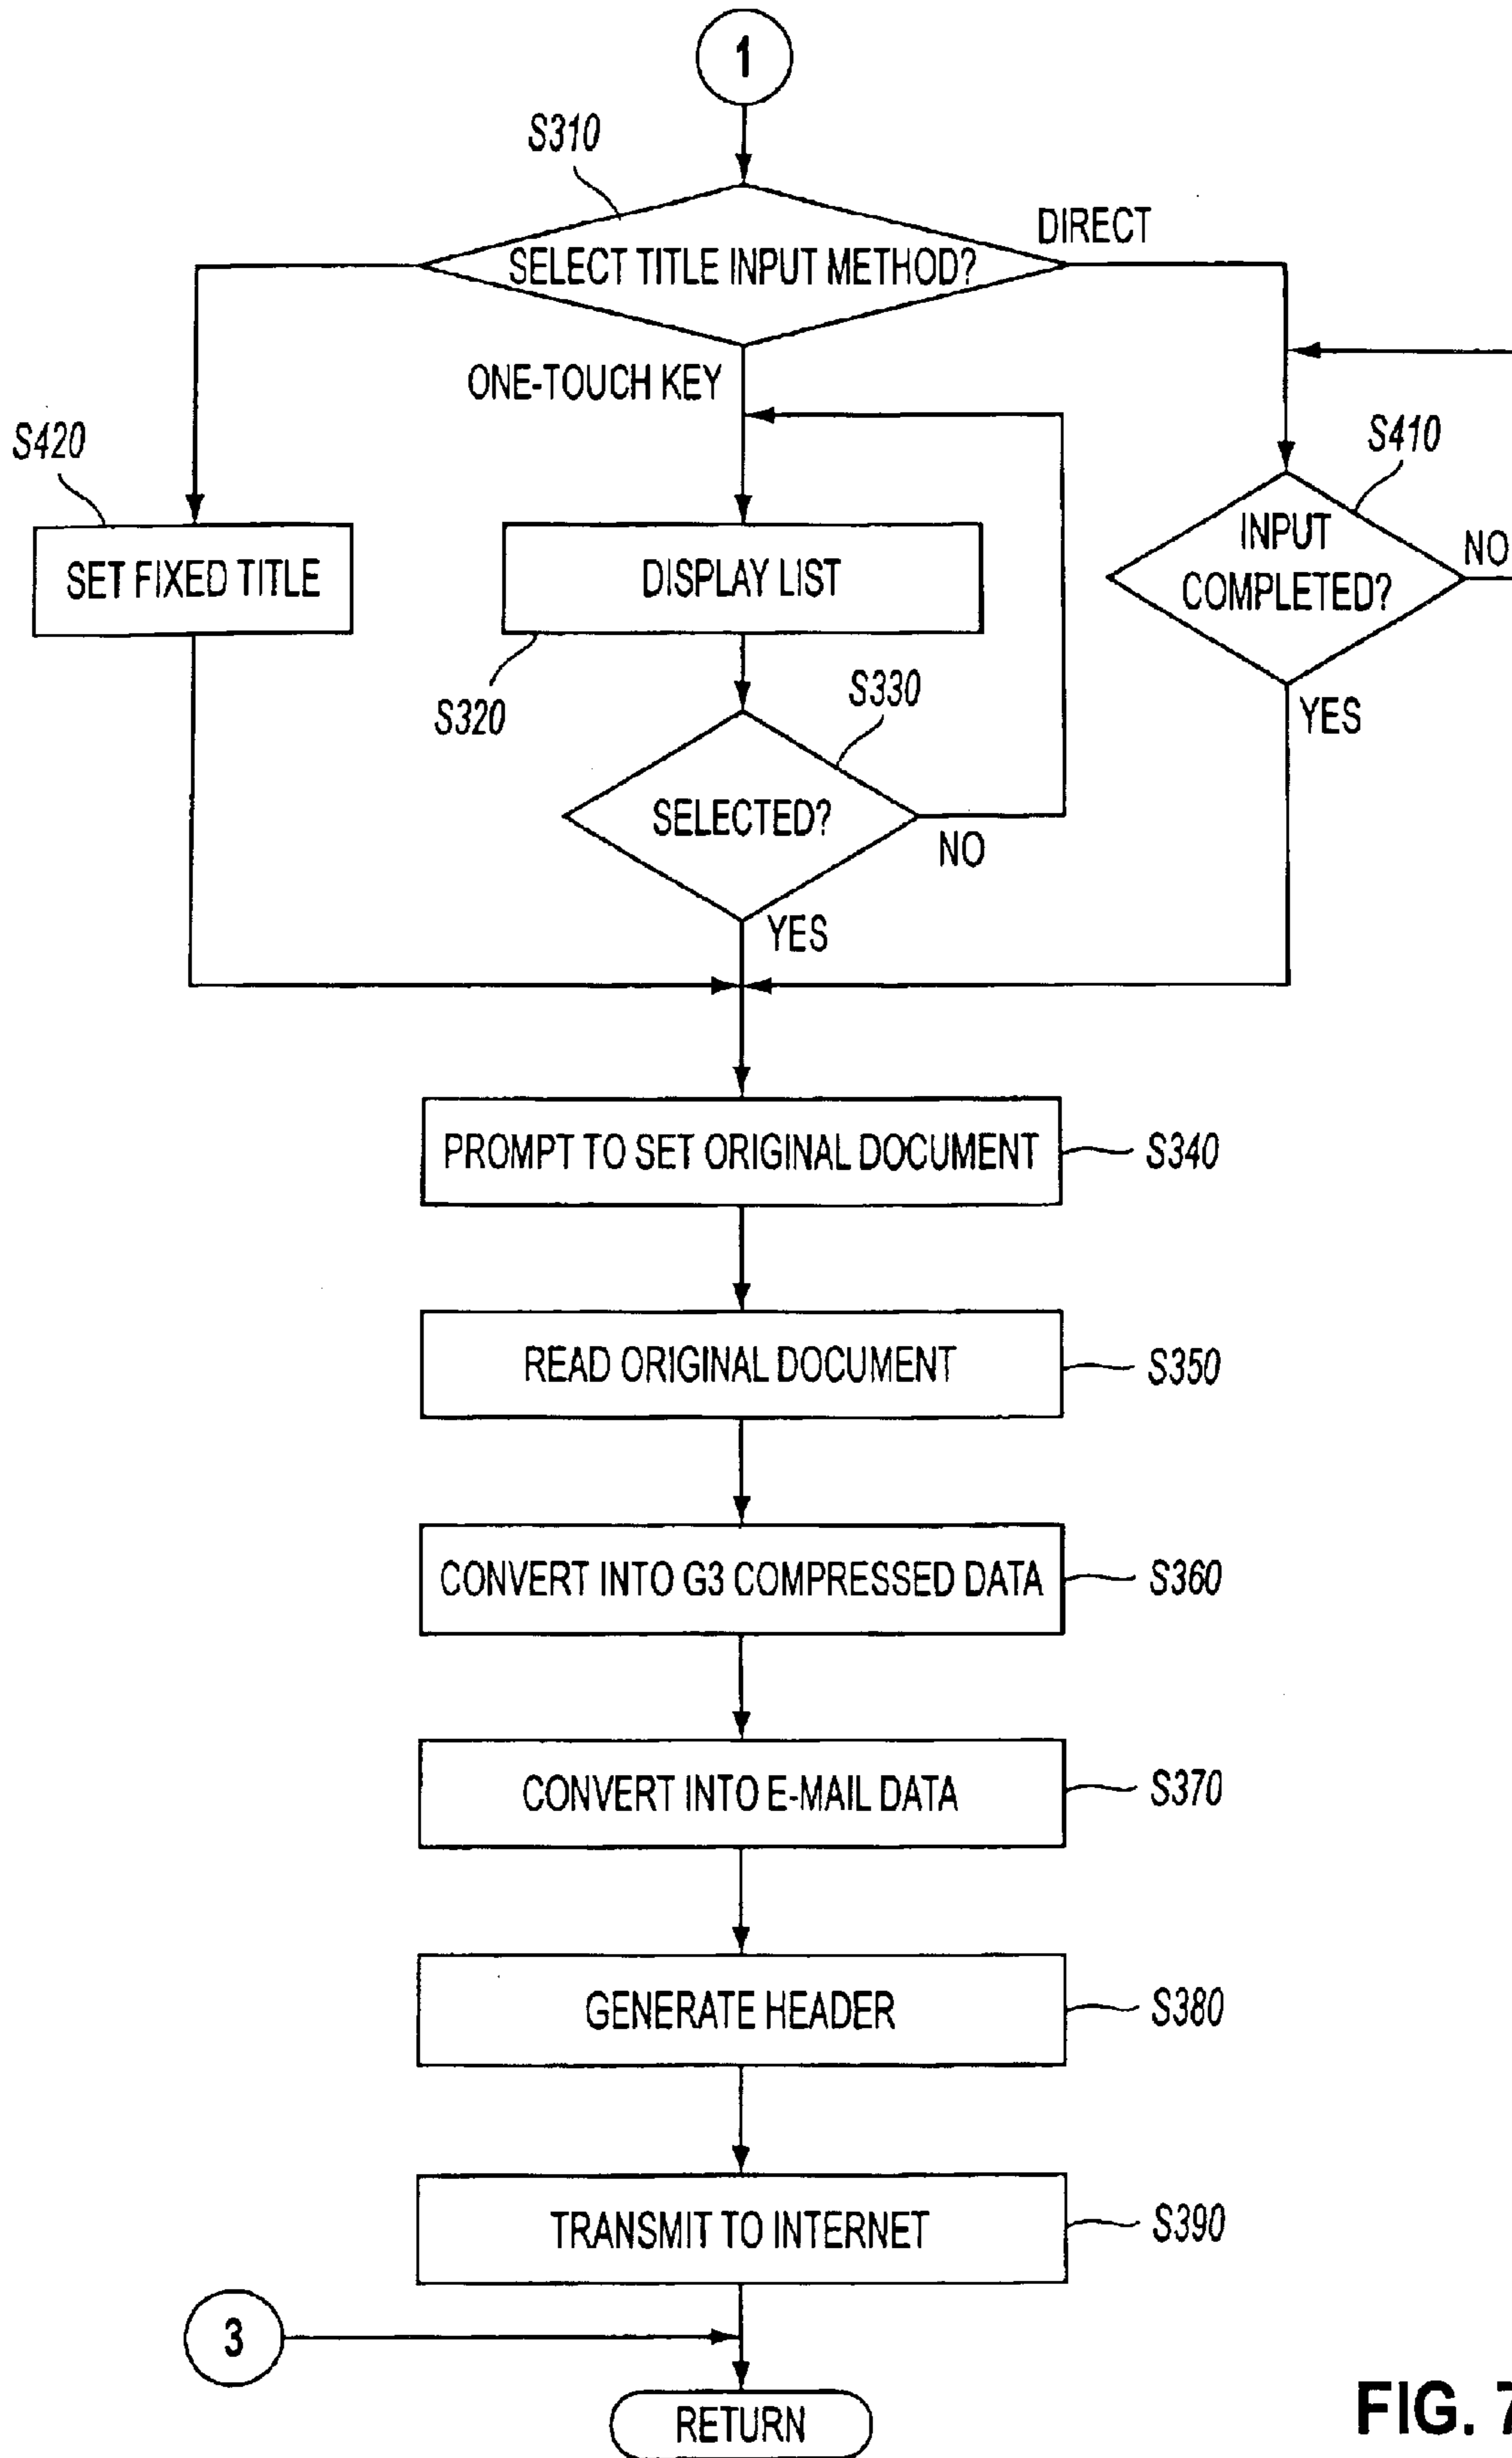 1
S310
DIRECT
SELECT TITLE INPUT METHOD?
ONE-TOUCH KEY
S420
S410
SET FIXED TITLE
DISPLAY LIST
INPUT
COMPLETED?
NO
S320
S330
YES
SELECTED?
NO
YES
PROMPT TO SET ORIGINAL DOCUMENT
S340
READ ORIGINAL DOCUMENT
S350
CONVERT INTO G3 COMPRESSED DATA
S360
CONVERT INTO E-MAIL DATA
S370
GENERATE HEADER
S380
TRANSMIT TO INTERNET
S390
3
RETURN
FIG. 7